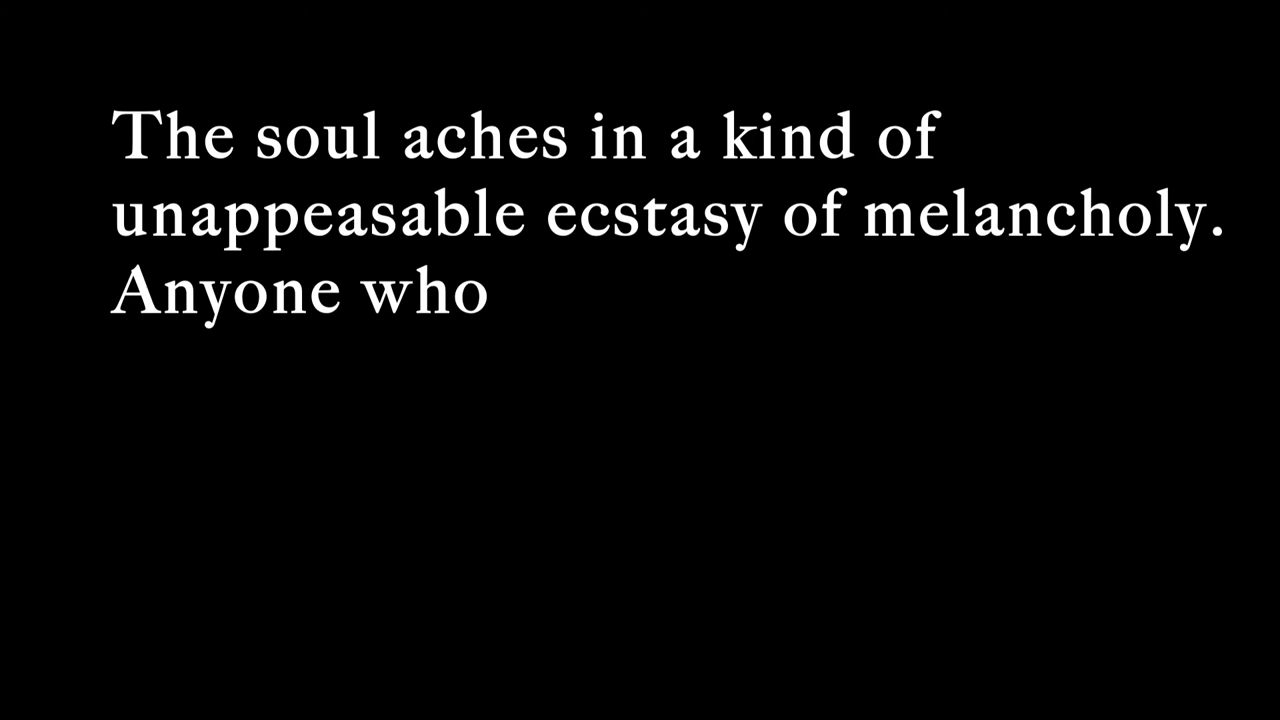 The soul aches in a kind of
unappeasable ecstasy of melancholy.
Anyone who